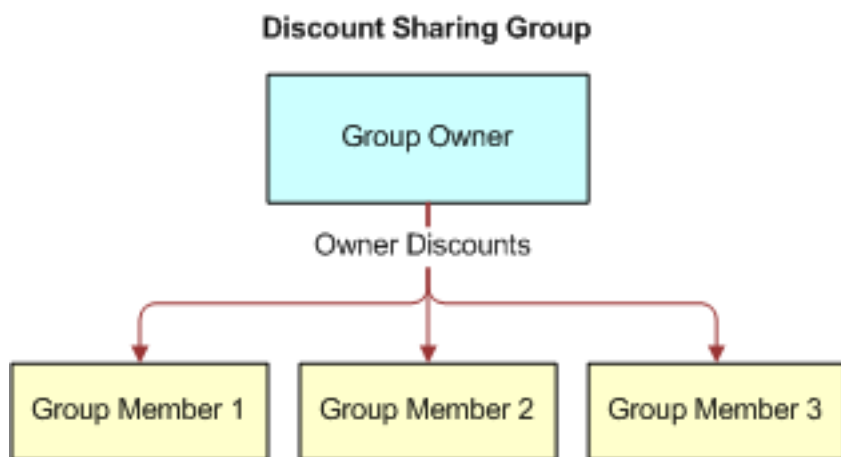 Discount Sharing Group
Group Owner
Owner Discounts
Group Member 1
Group Member 2
Group Member 3